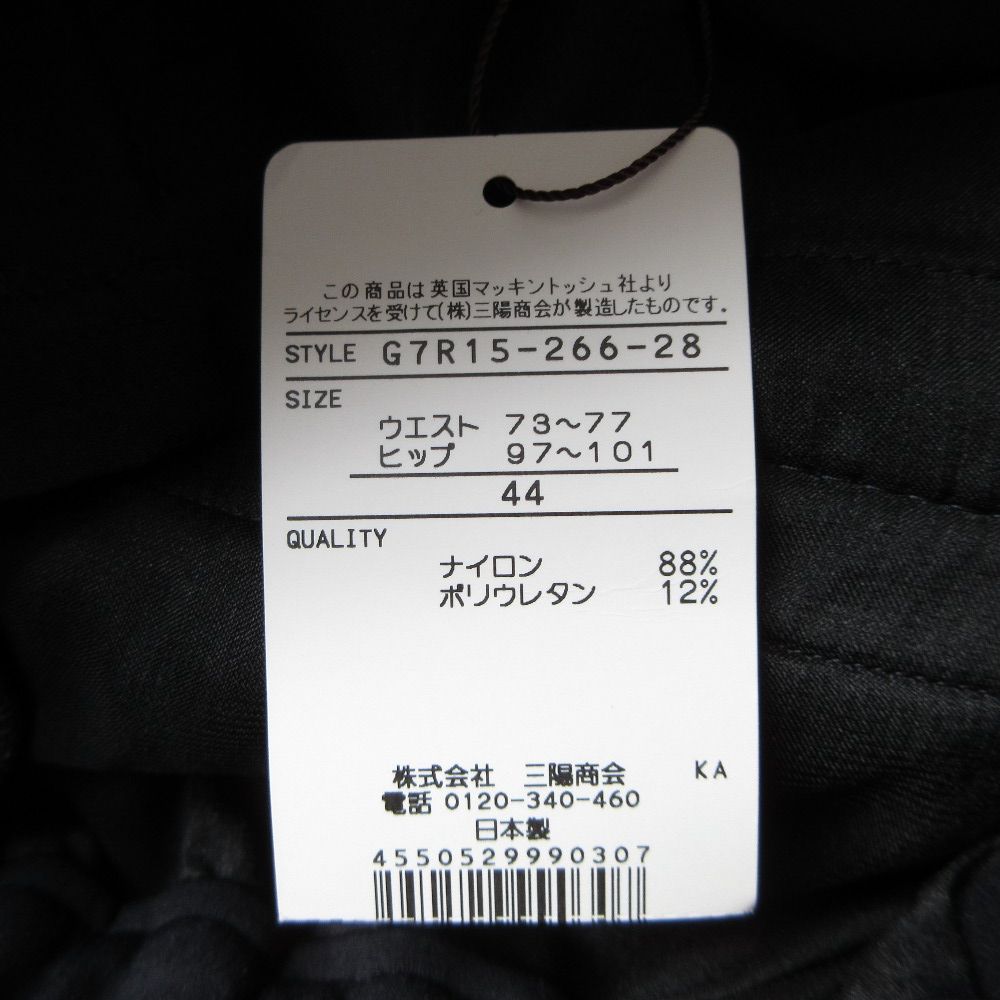 この商品は英国マッキントッシュ社より
ライセンスを受けて(株)三陽商会が製造したものです。
STYLE G7R15-266-28
SIZE
ウエスト 73～77
ヒップ 97～101
44
QUALITY
ナイロン 88%
ポリウレタン 12%
株式会社 三陽商会 KA
電話 0120-340-460
日本製
4550529990307